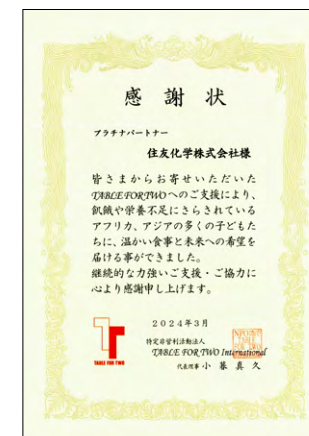 感謝状
プラチナパートナー
住友化学株式会社様
皆さまからお寄せいただいた
TABLE FOR TWOへのご支援により、
飢餓や栄養不足にさらされている
アフリカ、アジアの多くの子どもた
ちに、温かい食事と未来への希望を
届ける事ができました。
継続的な力強いご支援・ご協力に
心より感謝申し上げます。
2024年3月
特定非営利活動法人
TABLE FOR TWO International
代表理事 小暮真久
TABLE FOR TWO